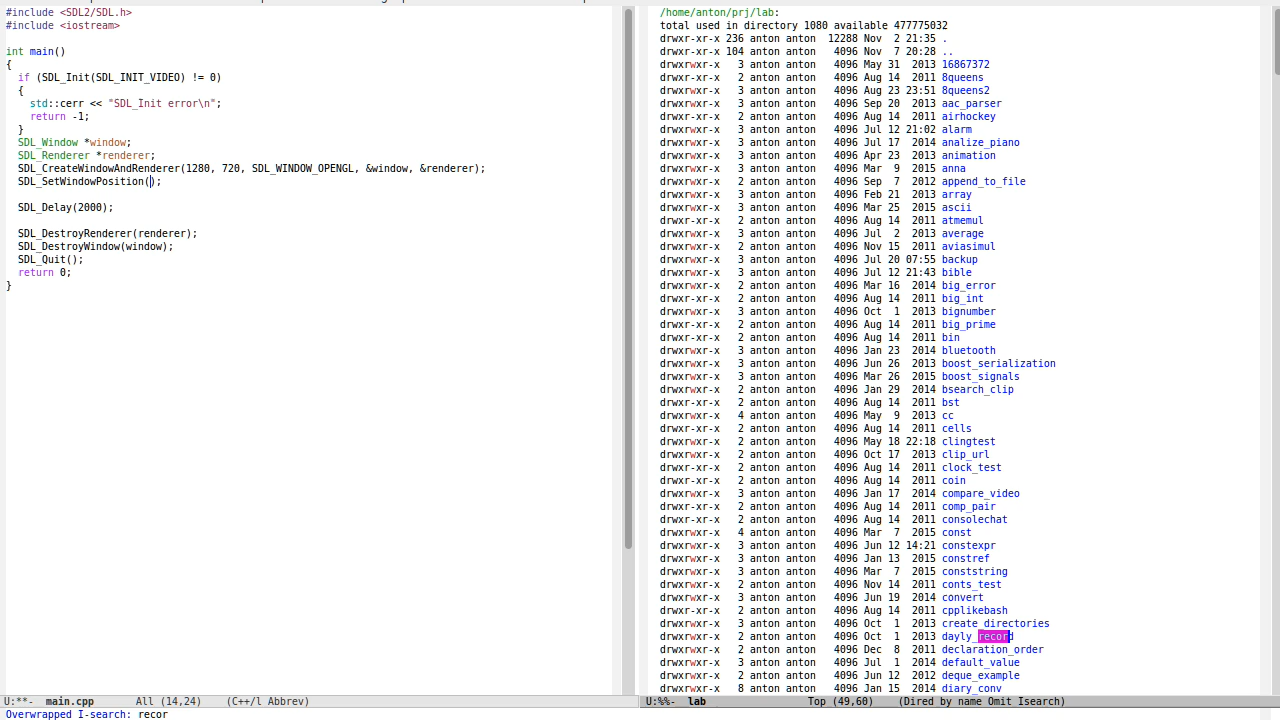 #include <SDL2/SDL.h>
#include <iostream>
int main()
{
  if (SDL_Init(SDL_INIT_VIDEO) != 0)
  {
    std::cerr << "SDL_Init error\n";
    return -1;
  }
  SDL_Window *window;
  SDL_Renderer *renderer;
  SDL_CreateWindowAndRenderer(1280, 720, SDL_WINDOW_OPENGL, &window, &renderer);
  SDL_SetWindowPosition();
  SDL_Delay(2000);
  SDL_DestroyRenderer(renderer);
  SDL_DestroyWindow(window);
  SDL_Quit();
  return 0;
}
U:**-  main.cpp       All (14,24)    (C++/l Abbrev)
/home/anton/prj/lab:
total used in directory 1080 available 477775032
drwxr-xr-x 236 anton anton  12288 Nov  2 21:35 .
drwxr-xr-x 104 anton anton   4096 Nov  7 20:28 ..
drwxrwxr-x   3 anton anton   4096 May 31  2013 16867372
drwxr-xr-x   2 anton anton   4096 Aug 14  2011 8queens
drwxrwxr-x   3 anton anton   4096 Aug 23 23:51 8queens2
drwxrwxr-x   3 anton anton   4096 Sep 20  2013 aac_parser
drwxr-xr-x   2 anton anton   4096 Aug 14  2011 airhockey
drwxrwxr-x   3 anton anton   4096 Jul 12 21:02 alarm
drwxrwxr-x   2 anton anton   4096 Jul 17  2014 analize_piano
drwxrwxr-x   3 anton anton   4096 Apr 23  2013 animation
drwxrwxr-x   3 anton anton   4096 Mar  9  2015 anna
drwxrwxr-x   2 anton anton   4096 Sep  7  2012 append_to_file
drwxrwxr-x   3 anton anton   4096 Feb 21  2013 array
drwxrwxr-x   3 anton anton   4096 Mar 25  2015 ascii
drwxr-xr-x   2 anton anton   4096 Aug 14  2011 atmemul
drwxrwxr-x   3 anton anton   4096 Jul  2  2013 average
drwxrwxr-x   2 anton anton   4096 Nov 15  2011 aviasimul
drwxrwxr-x   3 anton anton   4096 Jul 20 07:55 backup
drwxrwxr-x   3 anton anton   4096 Jul 12 21:43 bible
drwxrwxr-x   2 anton anton   4096 Mar 16  2014 big_error
drwxr-xr-x   2 anton anton   4096 Aug 14  2011 big_int
drwxrwxr-x   3 anton anton   4096 Oct  1  2013 bignumber
drwxr-xr-x   2 anton anton   4096 Aug 14  2011 big_prime
drwxr-xr-x   2 anton anton   4096 Aug 14  2011 bin
drwxrwxr-x   2 anton anton   4096 Jan 23  2014 bluetooth
drwxrwxr-x   3 anton anton   4096 Jun 26  2013 boost_serialization
drwxrwxr-x   3 anton anton   4096 Mar 26  2015 boost_signals
drwxrwxr-x   2 anton anton   4096 Jan 29  2014 bsearch_clip
drwxr-xr-x   2 anton anton   4096 Aug 14  2011 bst
drwxrwxr-x   4 anton anton   4096 May  9  2013 cc
drwxr-xr-x   2 anton anton   4096 Aug 14  2011 cells
drwxrwxr-x   2 anton anton   4096 May 18 22:18 clingtest
drwxrwxr-x   2 anton anton   4096 Oct 17  2013 clip_url
drwxr-xr-x   2 anton anton   4096 Aug 14  2011 clock_test
drwxr-xr-x   2 anton anton   4096 Aug 14  2011 coin
drwxrwxr-x   3 anton anton   4096 Jan 17  2014 compare_video
drwxr-xr-x   2 anton anton   4096 Aug 14  2011 comp_pair
drwxr-xr-x   2 anton anton   4096 Aug 14  2011 consolechat
drwxrwxr-x   4 anton anton   4096 Mar  7  2015 const
drwxrwxr-x   3 anton anton   4096 Jun 12 14:21 constexpr
drwxrwxr-x   3 anton anton   4096 Jan 13  2015 constref
drwxrwxr-x   3 anton anton   4096 Mar  7  2015 conststring
drwxrwxr-x   2 anton anton   4096 Nov 14  2011 conts_test
drwxrwxr-x   3 anton anton   4096 Jun 19  2014 convert
drwxr-xr-x   2 anton anton   4096 Aug 14  2011 cpplikebash
drwxrwxr-x   3 anton anton   4096 Oct  1  2013 create_directories
drwxrwxr-x   2 anton anton   4096 Oct  1  2013 dayly_record
drwxrwxr-x   2 anton anton   4096 Dec  8  2011 declaration_order
drwxrwxr-x   3 anton anton   4096 Jul  1  2014 default_value
drwxrwxr-x   2 anton anton   4096 Jun 12  2012 deque_example
drwxrwxr-x   8 anton anton   4096 Jan 15  2014 diary_conv
U:%%-  lab                 Top (49,60)    (Dired by name Omit Isearch)
Overwrapped I-search: recor